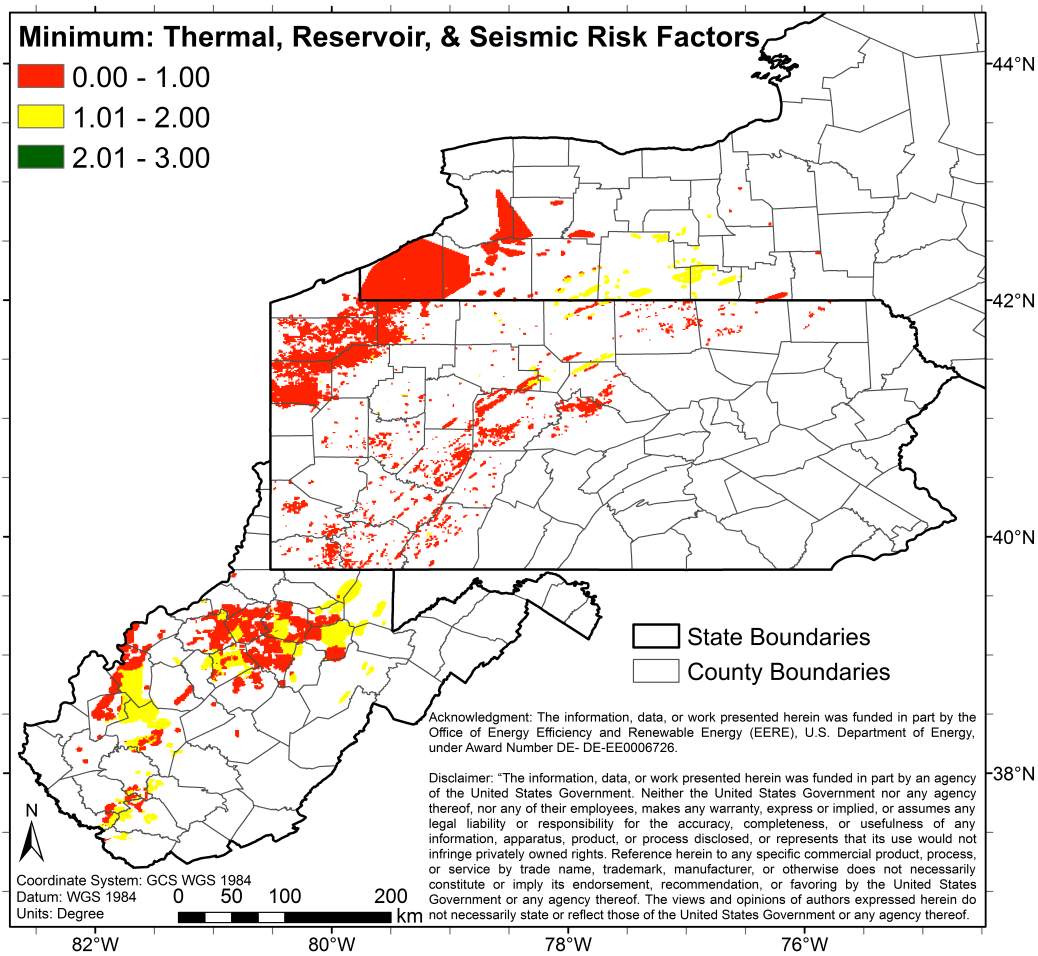 Minimum: Thermal, Reservoir, & Seismic Risk Factors
0.00 - 1.00
1.01 - 2.00
2.01 - 3.00
44°N
42°N
40°N
State Boundaries
County Boundaries
Acknowledgment: The information, data, or work presented herein was funded in part by the
Office of Energy Efficiency and Renewable Energy (EERE), U.S. Department of Energy,
under Award Number DE- DE-EE0006726.
38°N
Disclaimer: “The information, data, or work presented herein was funded in part by an agency
of the United States Government. Neither the United States Government nor any agency
thereof, nor any of their employees, makes any warranty, express or implied, or assumes any
legal liability or responsibility for the accuracy, completeness, or usefulness of any
information, apparatus, product, or process disclosed, or represents that its use would not
infringe privately owned rights. Reference herein to any specific commercial product, process,
or service by trade name, trademark, manufacturer, or otherwise does not necessarily
constitute or imply its endorsement, recommendation, or favoring by the United States
Government or any agency thereof. The views and opinions of authors expressed herein do
not necessarily state or reflect those of the United States Government or any agency thereof.
N
Coordinate System: GCS WGS 1984
Datum: WGS 1984
Units: Degree
0 50 100 200
km
82°W 80°W 78°W 76°W